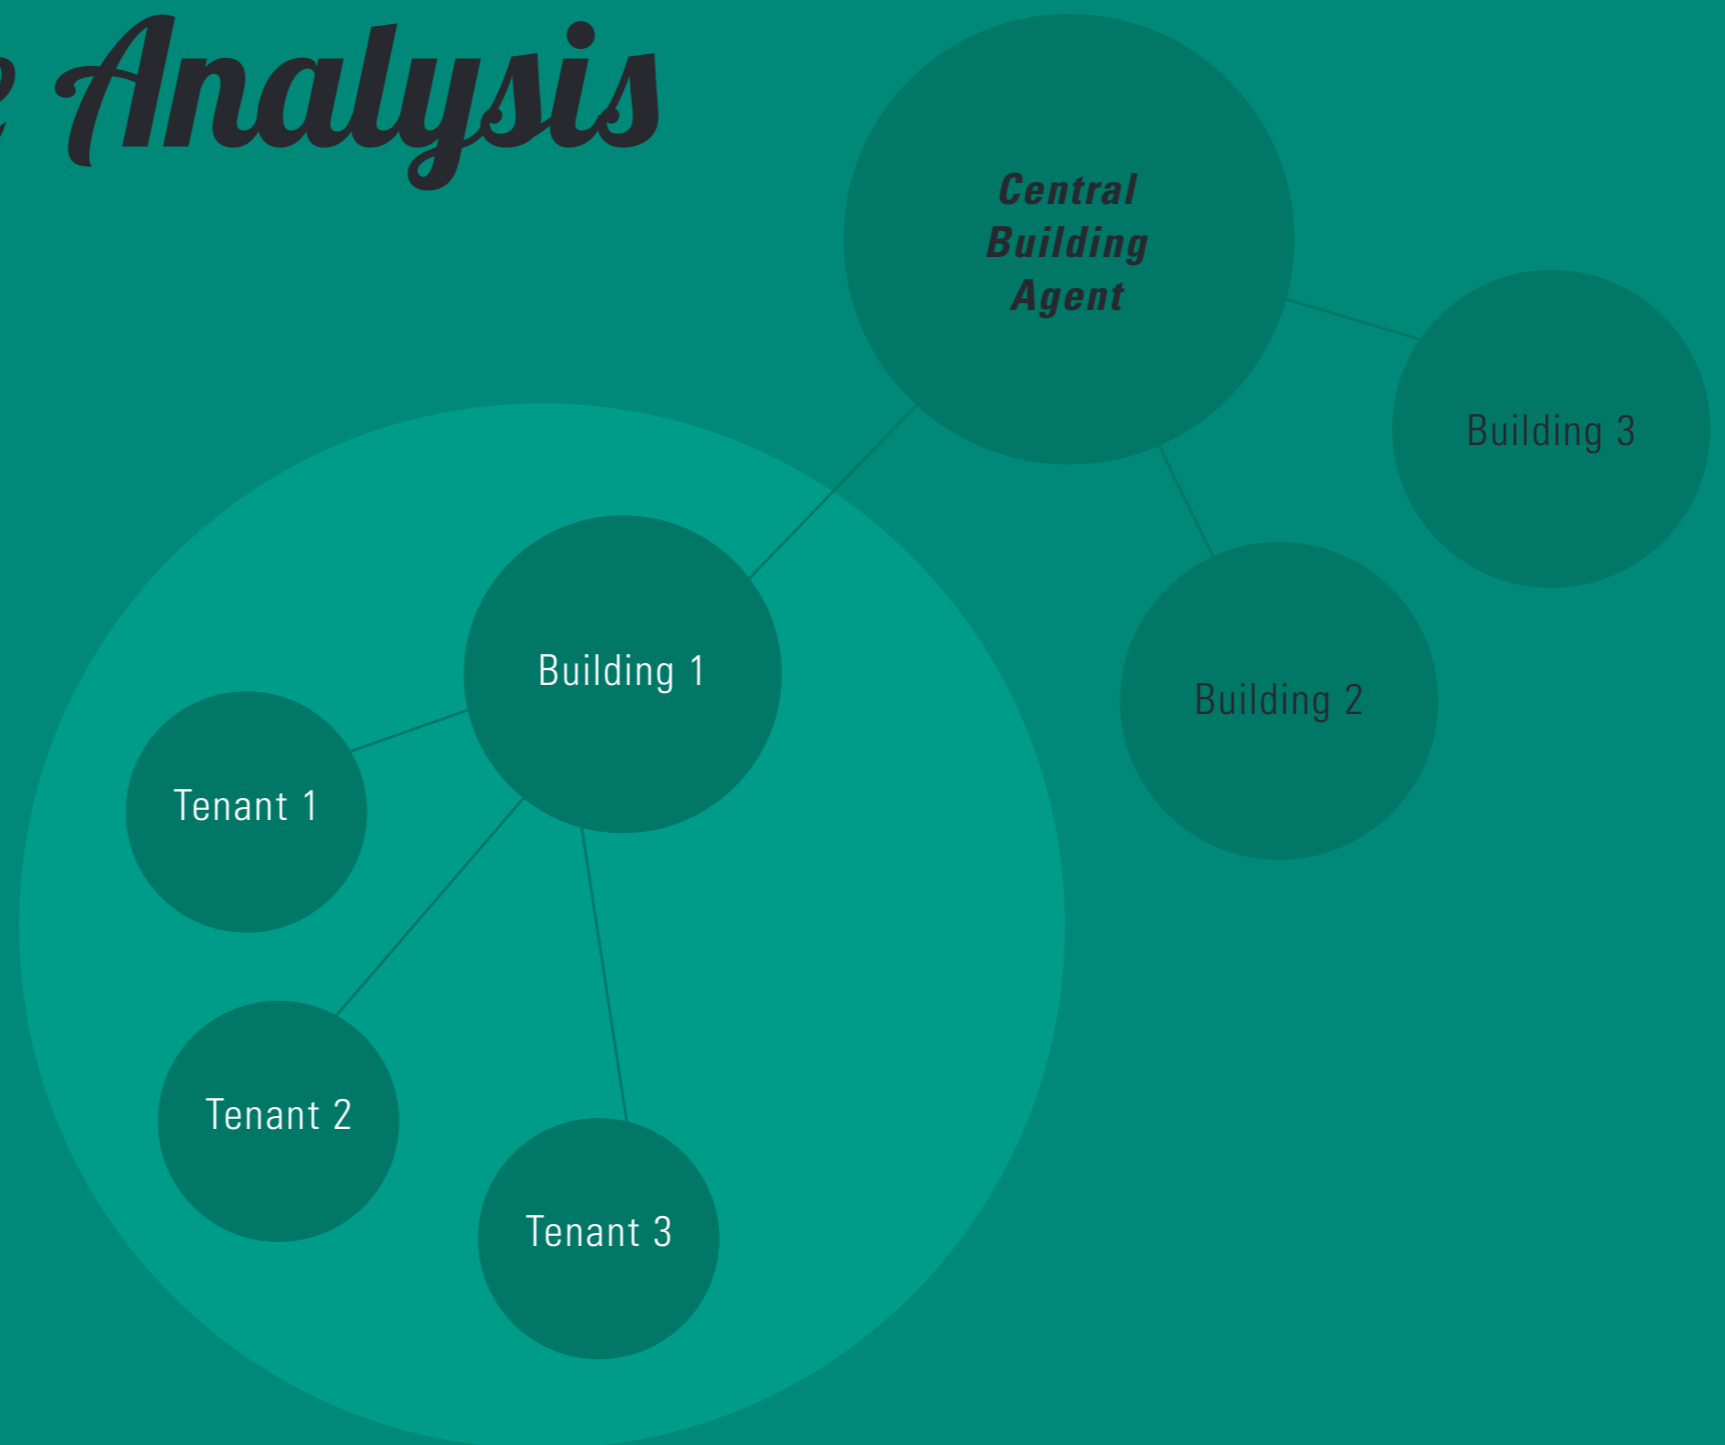 Analysis
Central
Building
Agent
Building 3
Building 1
Building 2
Tenant 1
Tenant 2
Tenant 3